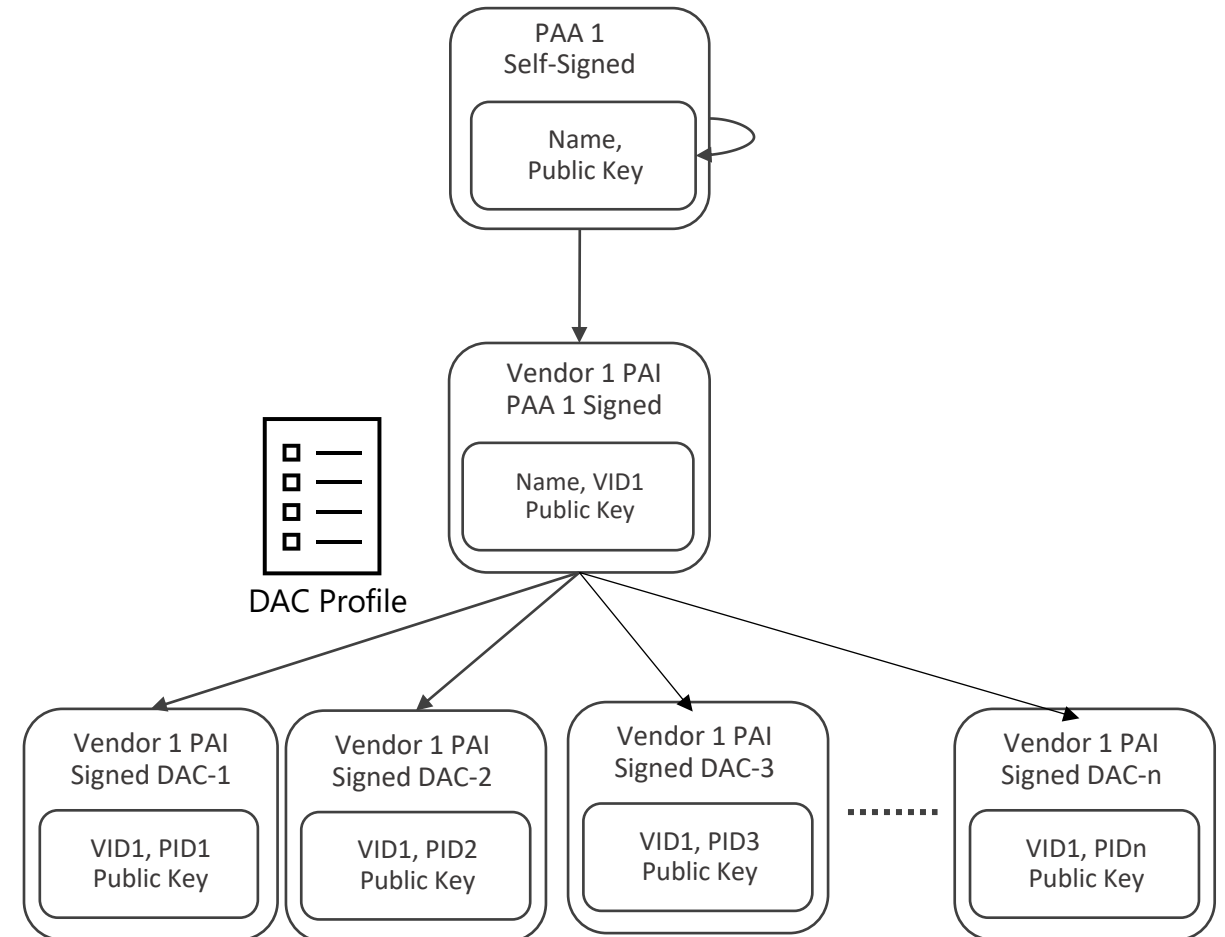 PAA 1
Self-Signed
Name,
Public Key
Vendor 1 PAI
PAA 1 Signed
Name, VID1
Public Key
DAC Profile
Vendor 1 PAI
Signed DAC-1
VID1, PID1
Public Key
Vendor 1 PAI
Signed DAC-2
VID1, PID2
Public Key
Vendor 1 PAI
Signed DAC-3
VID1, PID3
Public Key
Vendor 1 PAI
Signed DAC-n
VID1, PIDn
Public Key